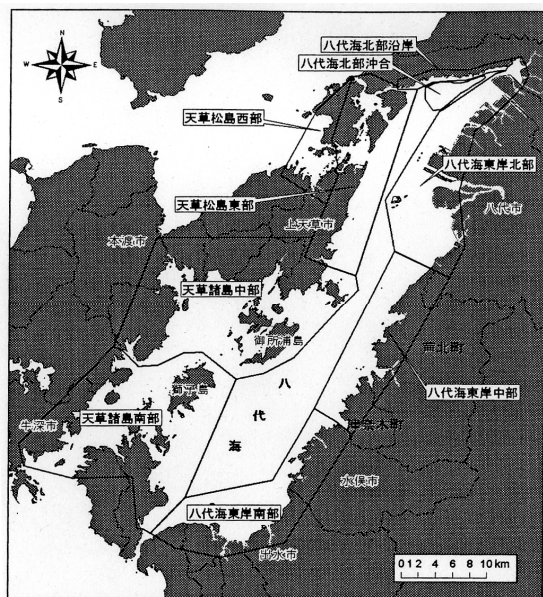 N
W E
S
八代海北部沿岸
八代海北部沖合
天草松島西部
八代海東岸北部
天草松島東部
八代市
上天草市
本渡市
天草諸島中部
御所浦島
芦北町
獅子島
八代海
八代海東岸中部
天草諸島南部
牛深市
津奈木町
水俣市
八代海東岸南部
出水市
0 1 2 4 6 8 10 km